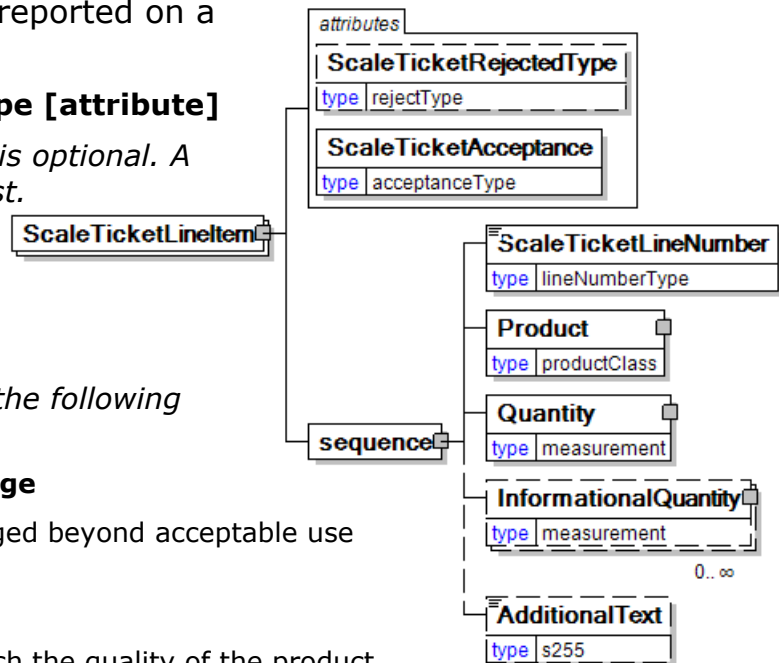 reported on a
pe [attribute]
is optional. A
st.
the following
ge
ged beyond acceptable use
ch the quality of the product
attributes
ScaleTicketRejectedType
type rejectType
ScaleTicketAcceptance
type acceptanceType
ScaleTicketLineItem
sequence
ScaleTicketLineNumber
type lineNumberType
Product
type productClass
Quantity
type measurement
InformationalQuantity
type measurement
0.. ∞
AdditionalText
type s255